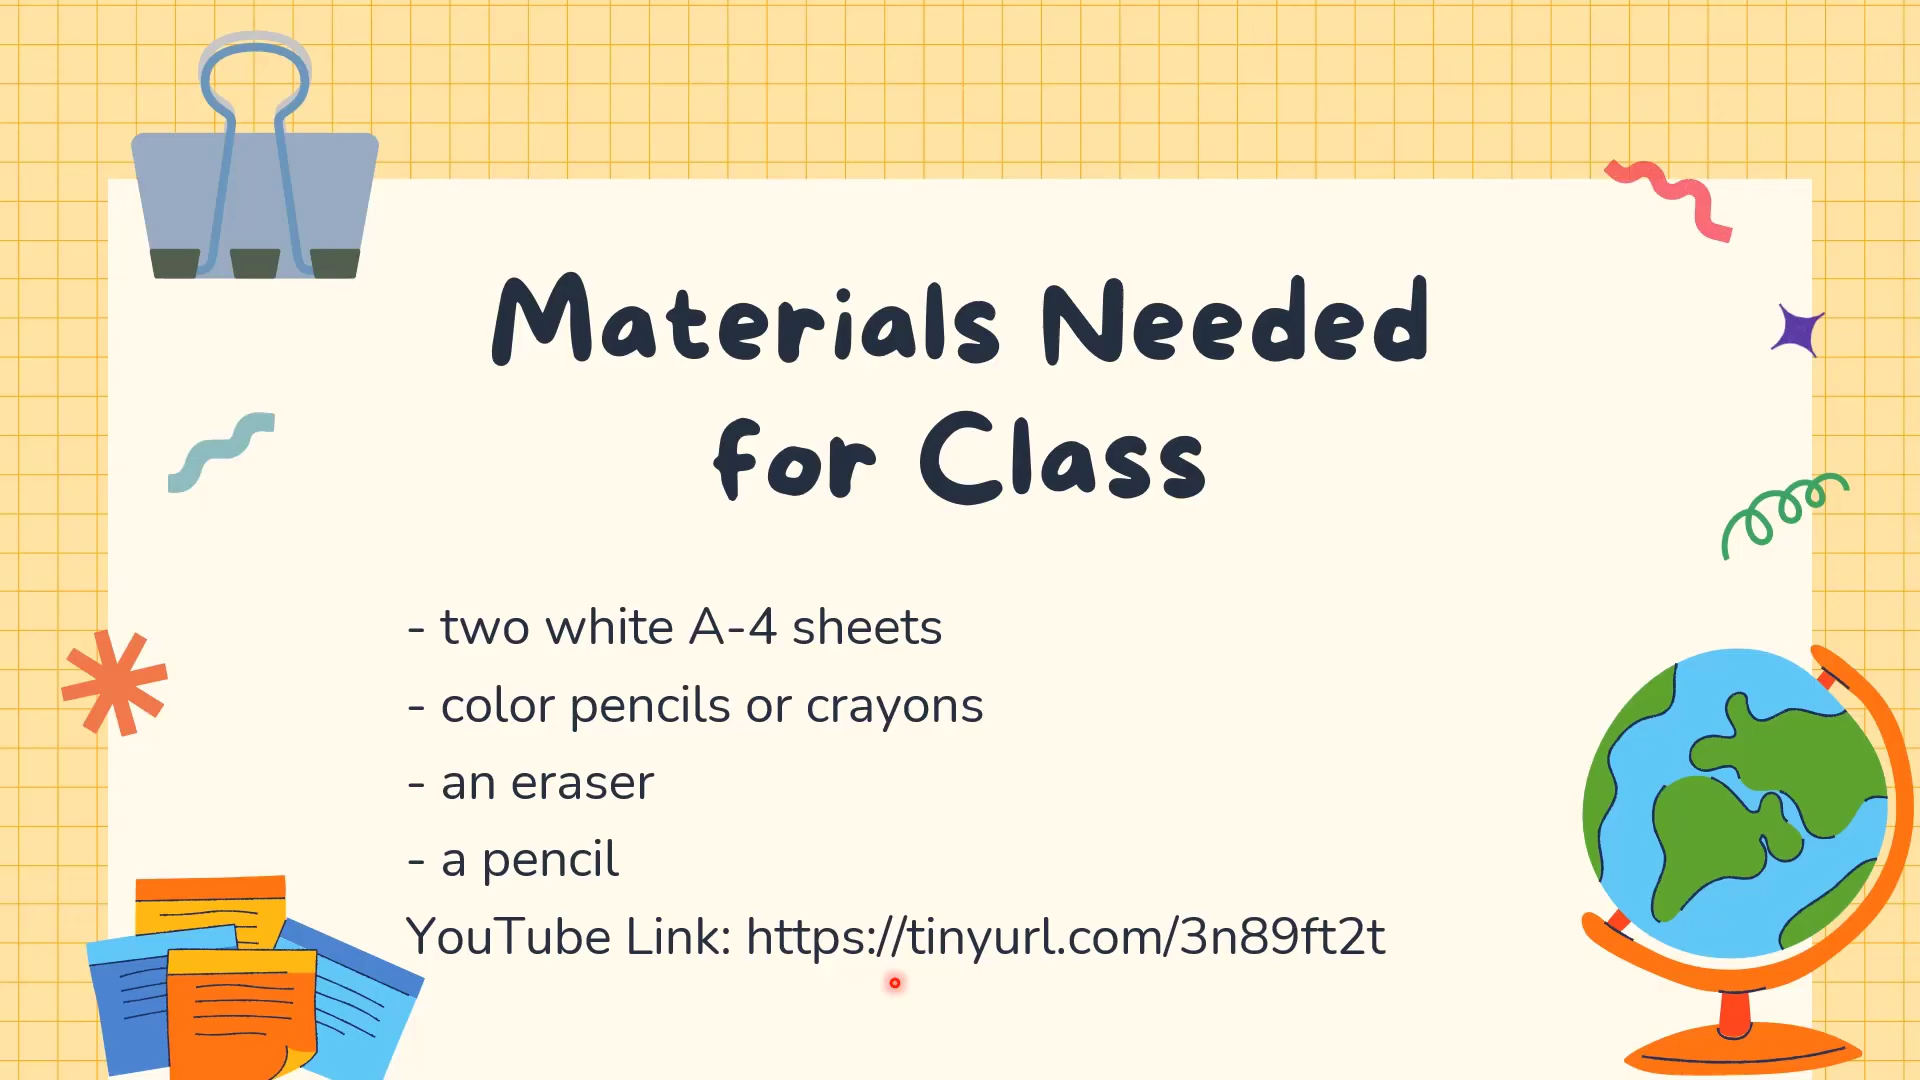 Materials Needed
for Class
- two white A-4 sheets
- color pencils or crayons
- an eraser
- a pencil
YouTube Link: https://tinyurl.com/3n89ft2t